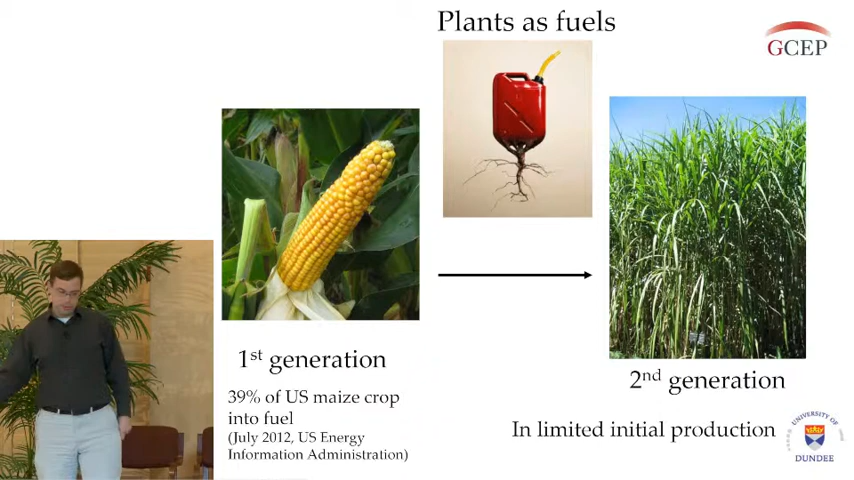 Plants as fuels
GCEP
1st generation
39% of US maize crop
into fuel
(July 2012, US Energy
Information Administration)
2nd generation
In limited initial production
UNIVERSITY OF
DUNDEE